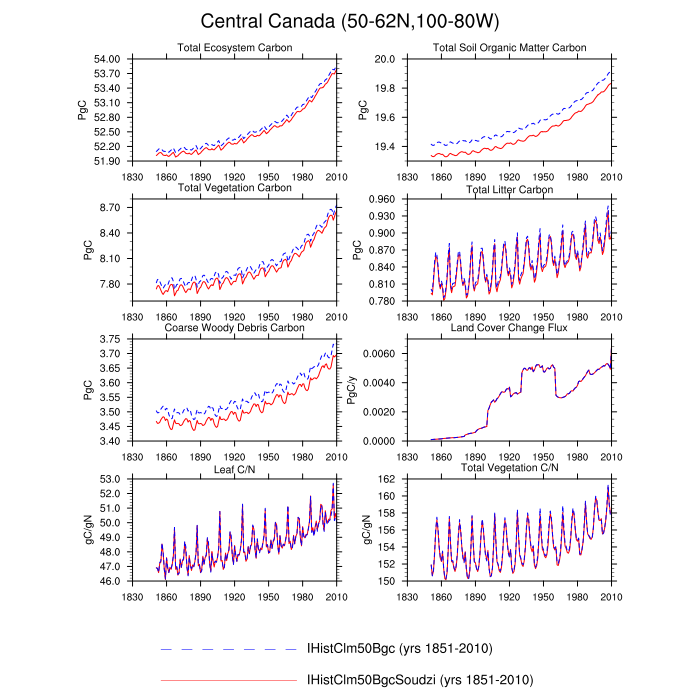 Central Canada (50-62N,100-80W)
Total Ecosystem Carbon
Total Soil Organic Matter Carbon
PgC
54.00
53.70
53.40
53.10
52.80
52.50
52.20
51.90
1830 1860 1890 1920 1950 1980 2010
PgC
20.0
19.8
19.6
19.4
1830 1860 1890 1920 1950 1980 2010
Total Vegetation Carbon
Total Litter Carbon
PgC
8.70
8.40
8.10
7.80
1830 1860 1890 1920 1950 1980 2010
PgC
0.960
0.930
0.900
0.870
0.840
0.810
0.780
1830 1860 1890 1920 1950 1980 2010
Coarse Woody Debris Carbon
Land Cover Change Flux
PgC
3.75
3.70
3.65
3.60
3.55
3.50
3.45
3.40
1830 1860 1890 1920 1950 1980 2010
PgC/y
0.0060
0.0040
0.0020
0.0000
1830 1860 1890 1920 1950 1980 2010
Leaf C/N
Total Vegetation C/N
gC/gN
53.0
52.0
51.0
50.0
49.0
48.0
47.0
46.0
1830 1860 1890 1920 1950 1980 2010
gC/gN
162
160
158
156
154
152
150
1830 1860 1890 1920 1950 1980 2010
IHistClm50Bgc (yrs 1851-2010)
IHistClm50BgcSoudzi (yrs 1851-2010)